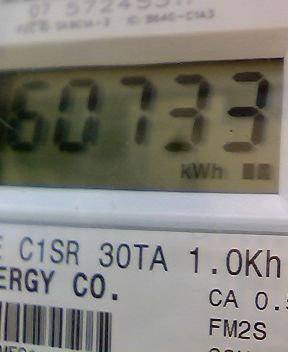 60733
kWh
E C1SR 30TA 1.0Kh
ERGY CO.
CA 0.
FM2S